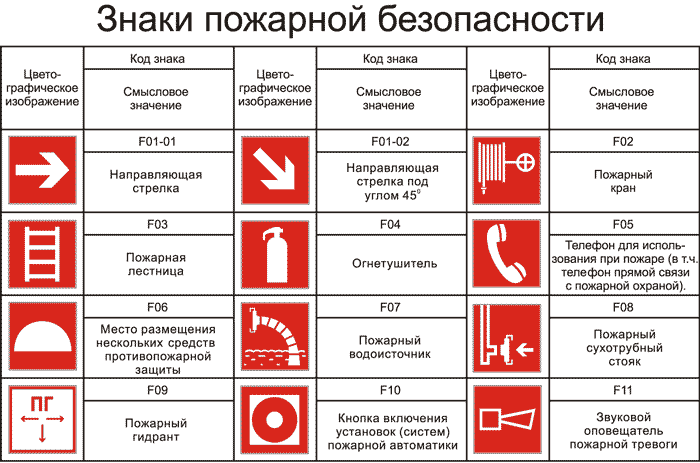 Знаки пожарной безопасности
Цвето-
графическое
изображение
Код знака
Смысловое
значение
Цвето-
графическое
изображение
Код знака
Смысловое
значение
Цвето-
графическое
изображение
Код знака
Смысловое
значение
F01-01
Направляющая
стрелка
F01-02
Направляющая
стрелка под
углом 45⁰
F02
Пожарный
кран
F03
Пожарная
лестница
F04
Огнетушитель
F05
Телефон для исполь-
зования при пожаре (в т.ч.
телефон прямой связи
с пожарной охраной).
F06
Место размещения
нескольких средств
противопожарной
защиты
F07
Пожарный
водоисточник
F08
Пожарный
сухотрубный
стояк
ПГ
F09
Пожарный
гидрант
F10
Кнопка включения
установок (систем)
пожарной автоматики
F11
Звуковой
оповещатель
пожарной тревоги